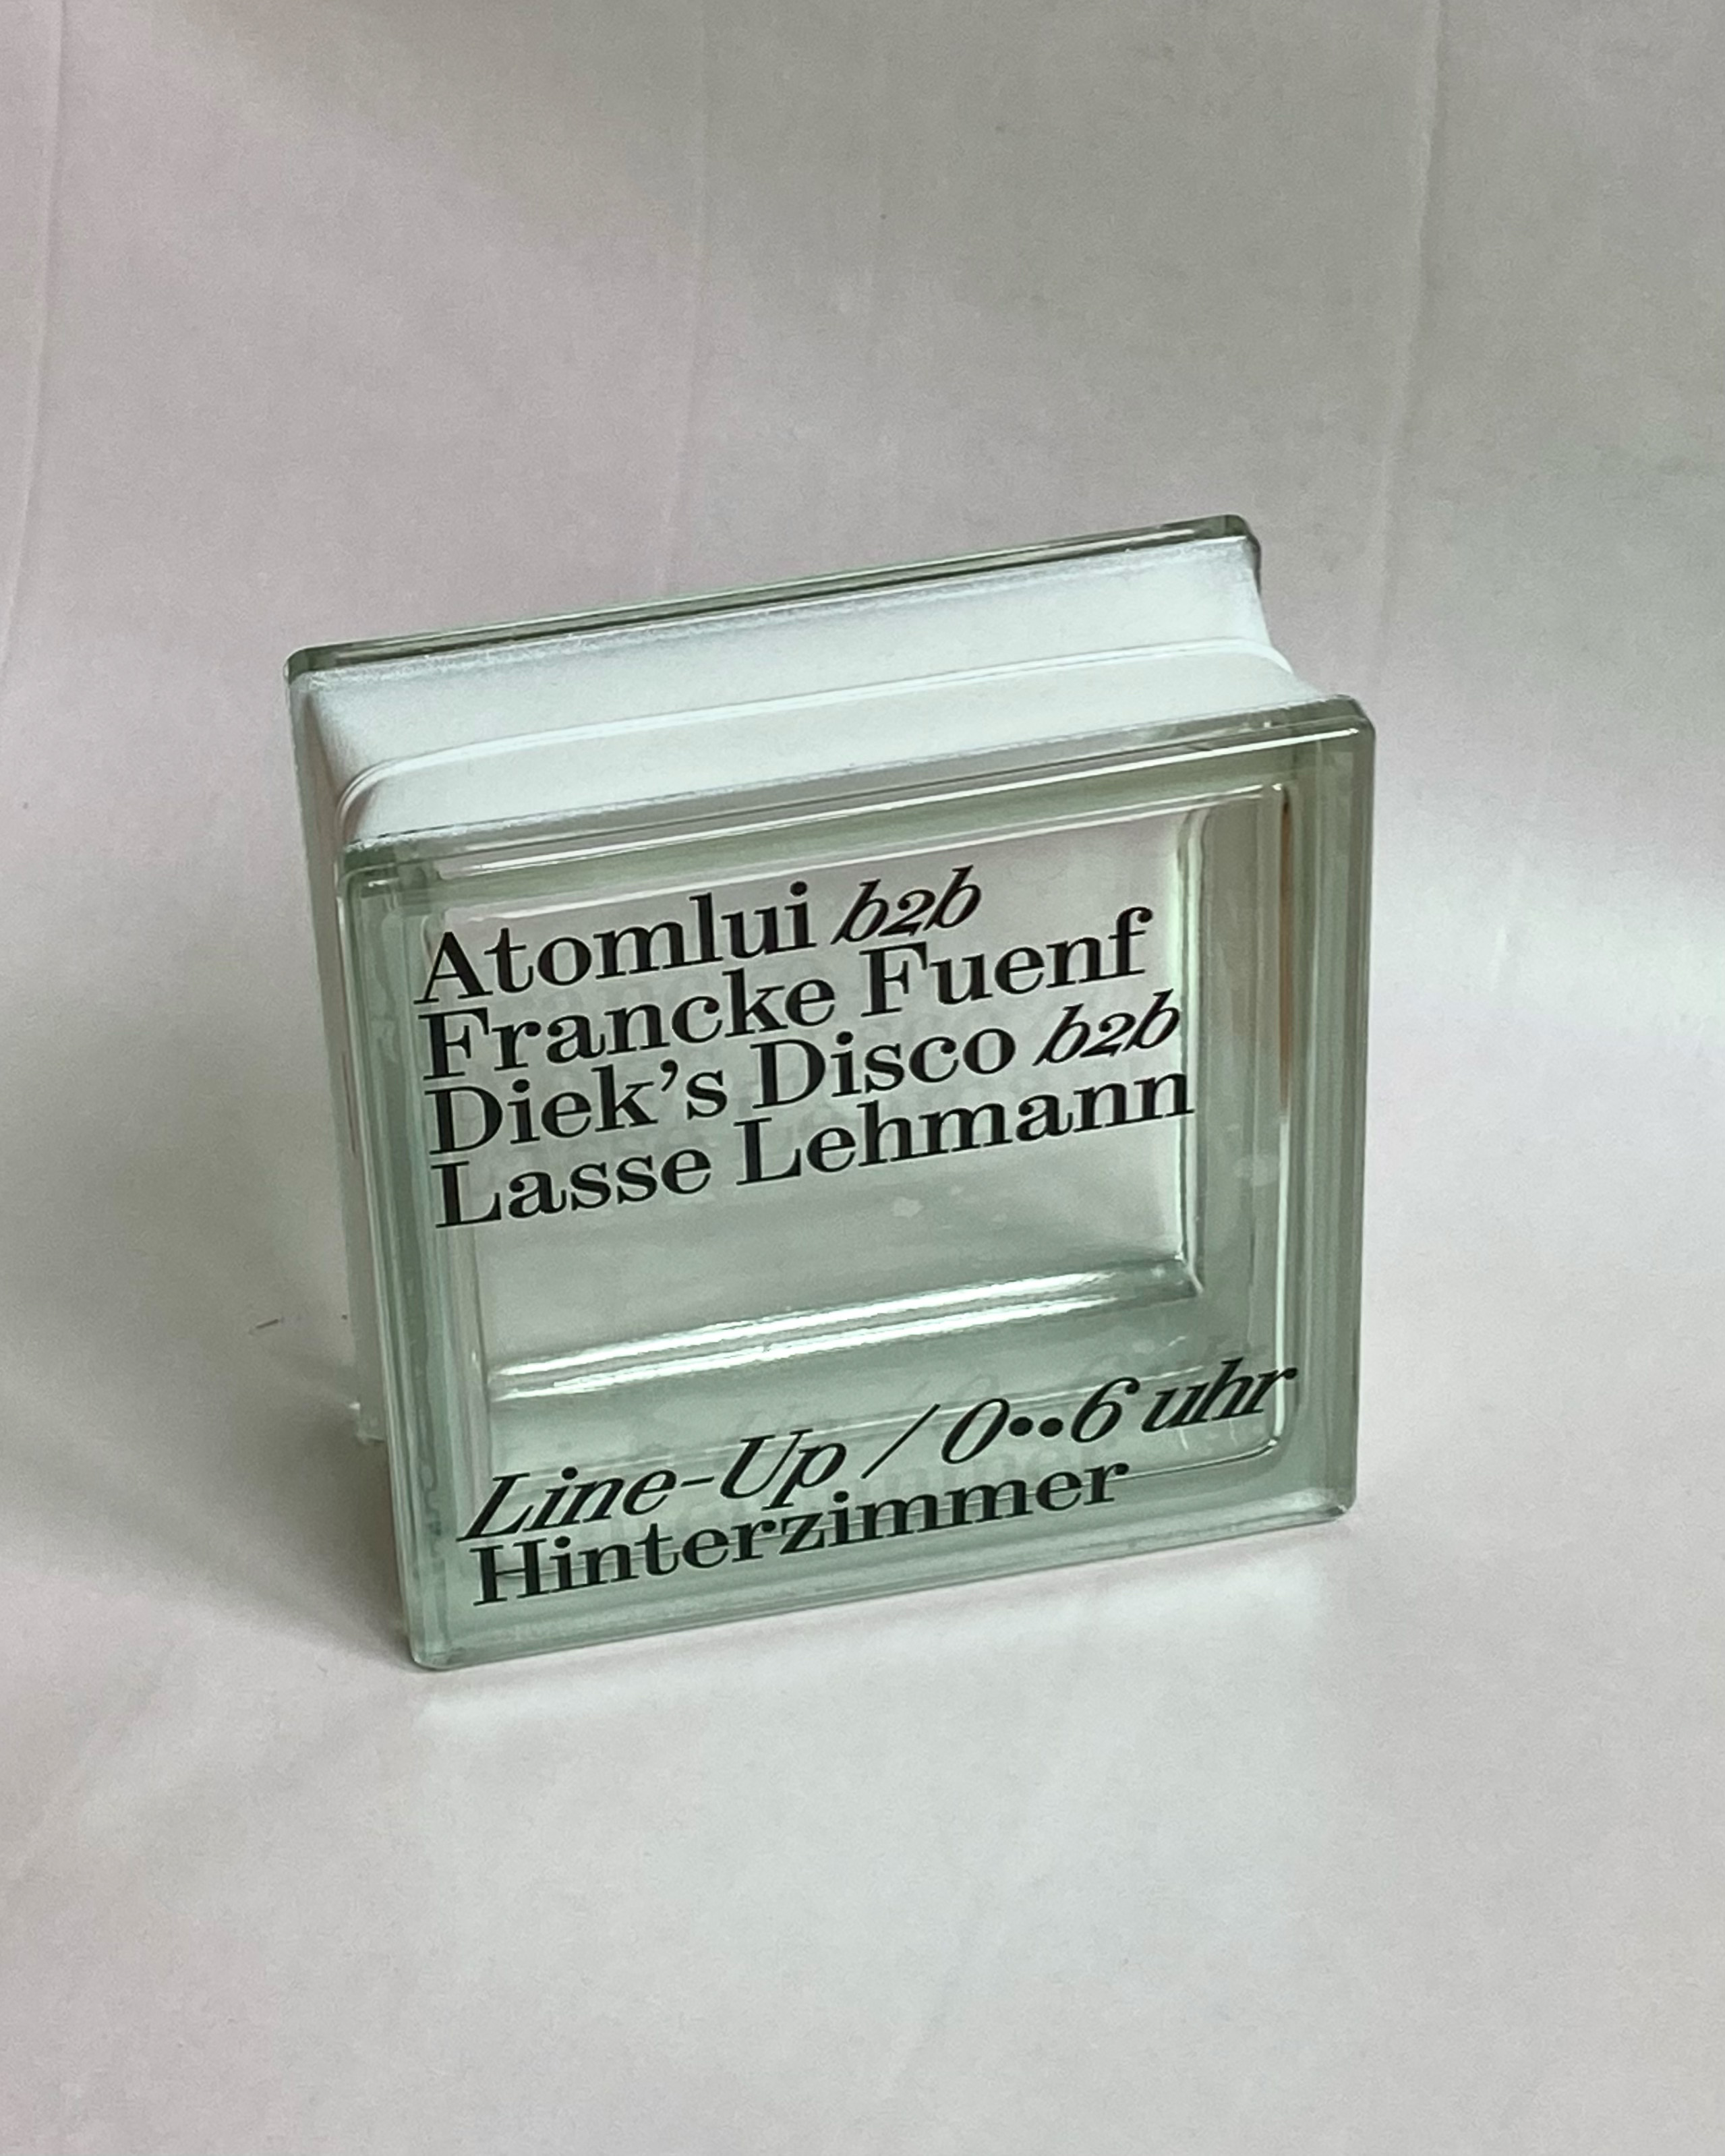 Atomlui b2b
Francke Fuenf
Diek’s Disco b2b
Lasse Lehmann
Line-Up / 0••6 uhr
Hinterzimmer